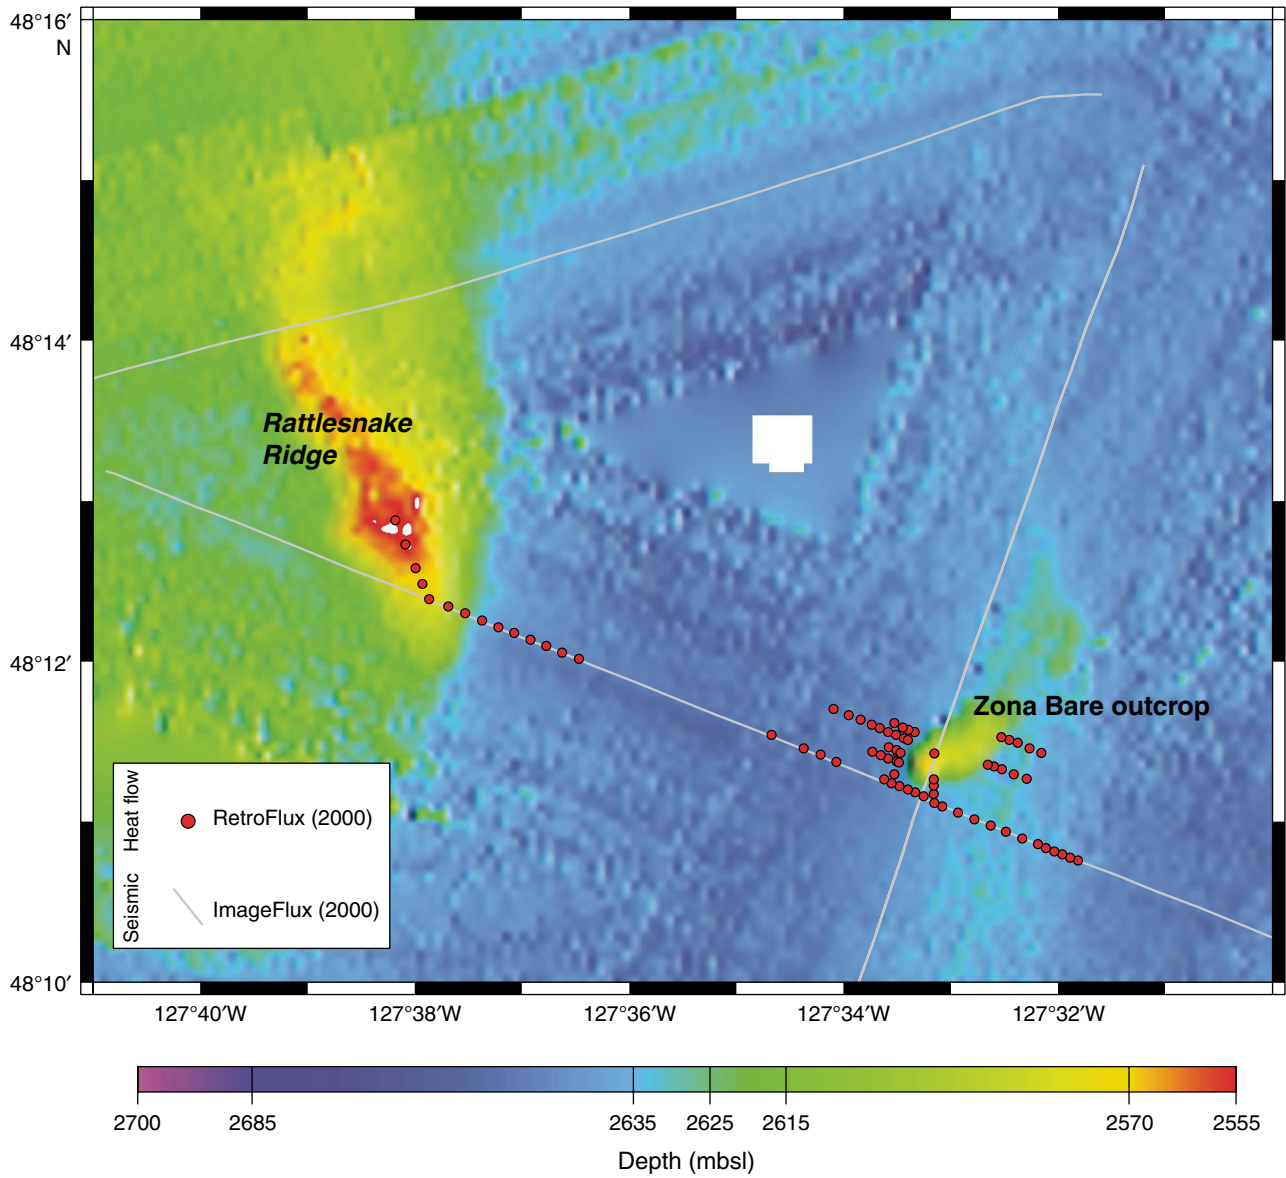 48°16′
N
48°14′
Rattlesnake
Ridge
48°12′
Zona Bare outcrop
Heat flow
RetroFlux (2000)
Seismic
ImageFlux (2000)
48°10′
127°40′W
127°38′W
127°36′W
127°34′W
127°32′W
2700
2685
2635
2625
2615
2570
2555
Depth (mbsl)